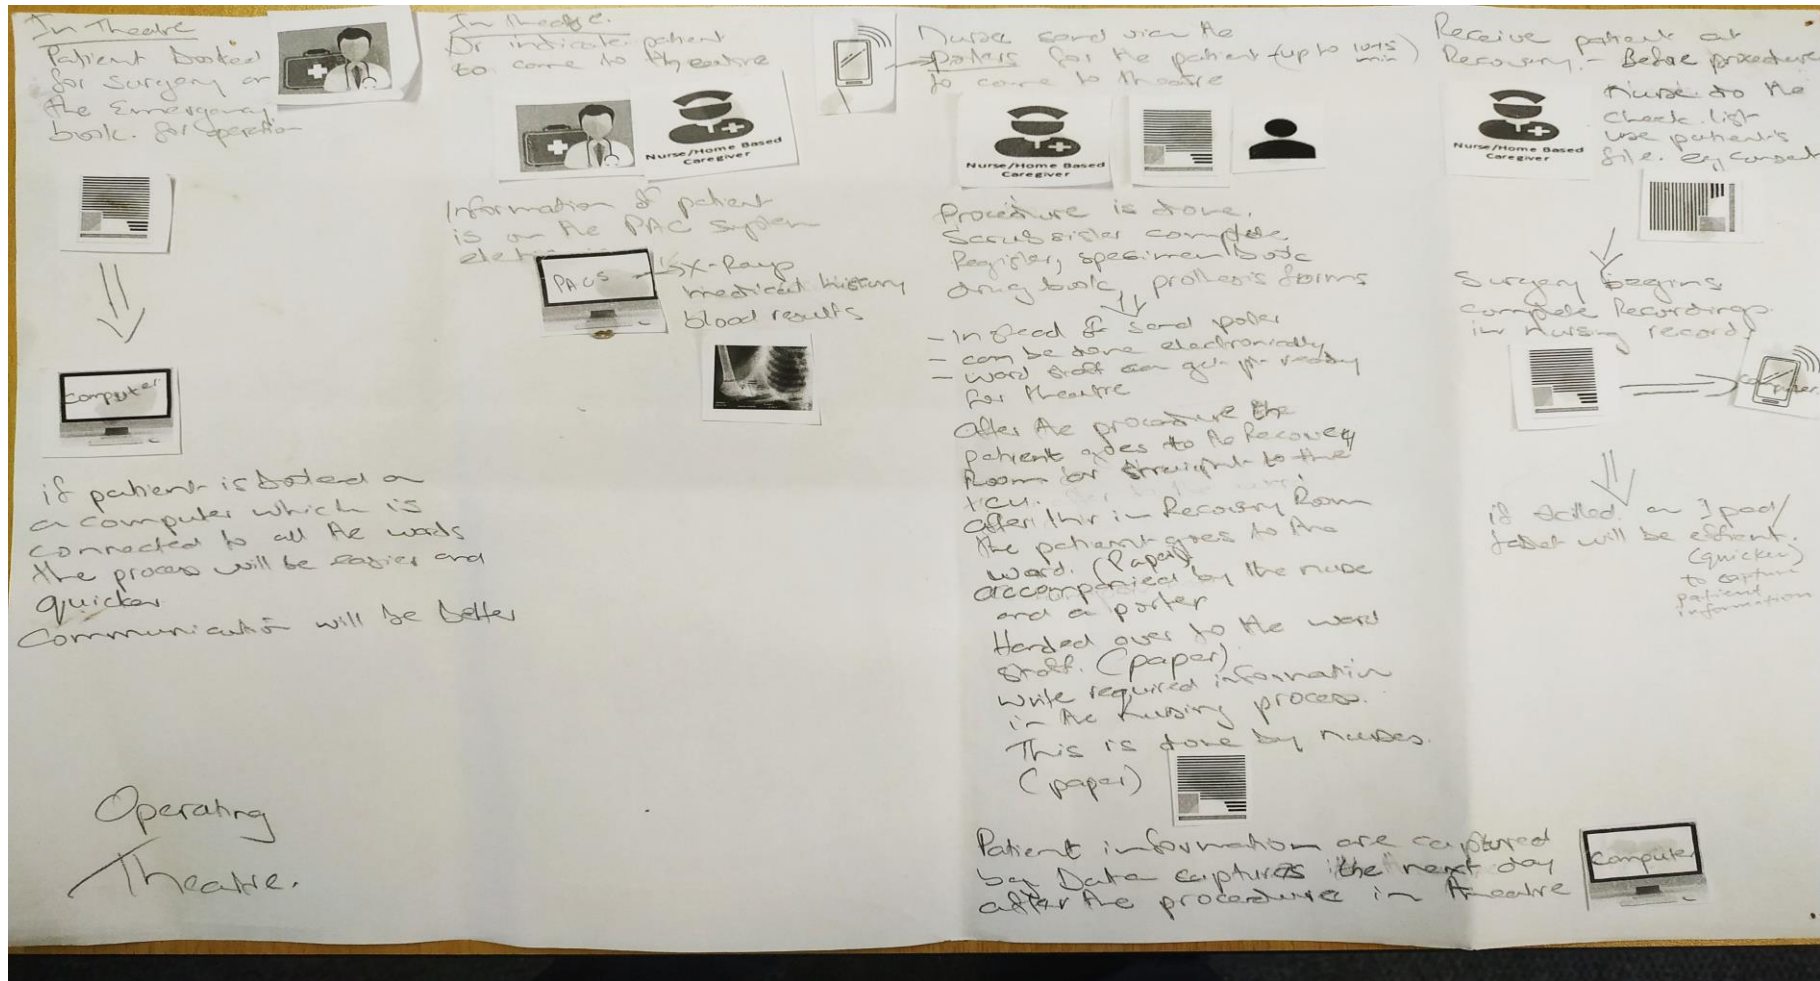 In Theatre
Patient booked
for surgery on
the Emergency
book. for operation
computer
if patient is booked on
a computer which is
connected to all the wards
the process will be easier and
quicker
Communication will be better
Operating
Theatre.
In theatre.
Dr indicate patient
to come to theatre
Nurse/Home Based
Caregiver
Information of patient
is on the PAC system
PACS
X-Rays
medical history
blood results
Nurse send via the
porters for the patient (up to 1045 min)
to come to theatre
Nurse/Home Based
Caregiver
Procedure is done.
Scrub sister complete
Register, specimen book
drug book, prothesis forms
- Instead of send poter
- can be done electronically
- ward staff can get pt ready
for theatre
After the procedure the
patient goes to the Recovery
Room or straight to the
ICU.
after this in Recovery Room
the patient goes to the
ward. (Paper)
accompanied by the nurse
and a porter
Handed over to the ward
staff. (paper)
write required information
in the nursing process.
This is done by nurses.
(paper)
Patient information are captured
by Data captures the next day
after the procedure in theatre
Computer
Receive patient at
Recovery. - Before procedure
Nurse/Home Based
Caregiver
Nurse do the
check list
use patient's
file. eg consent
Surgery begins
complete Recordings
in nursing record.
computer
if skilled on Ipad/
tablet will be effient.
(quicker)
to capture
patient
information